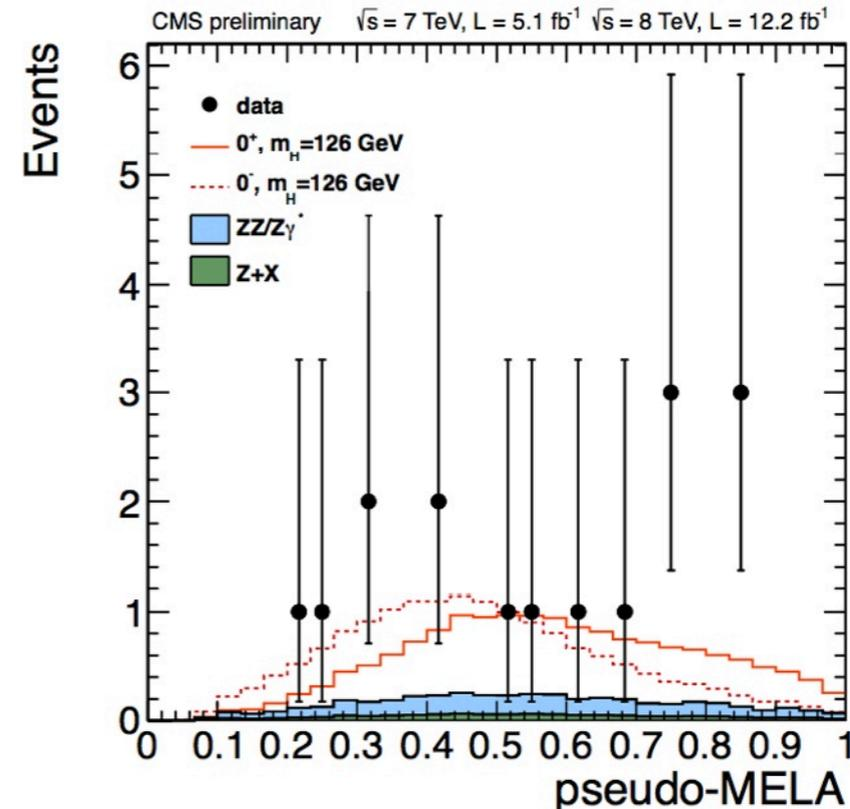 CMS preliminary √s = 7 TeV, L = 5.1 fb⁻¹ √s = 8 TeV, L = 12.2 fb⁻¹
Events
6
5
4
3
2
1
0
data
0⁺, m_H=126 GeV
0⁻, m_H=126 GeV
ZZ/Zγ*
Z+X
0 0.1 0.2 0.3 0.4 0.5 0.6 0.7 0.8 0.9 1
pseudo-MELA